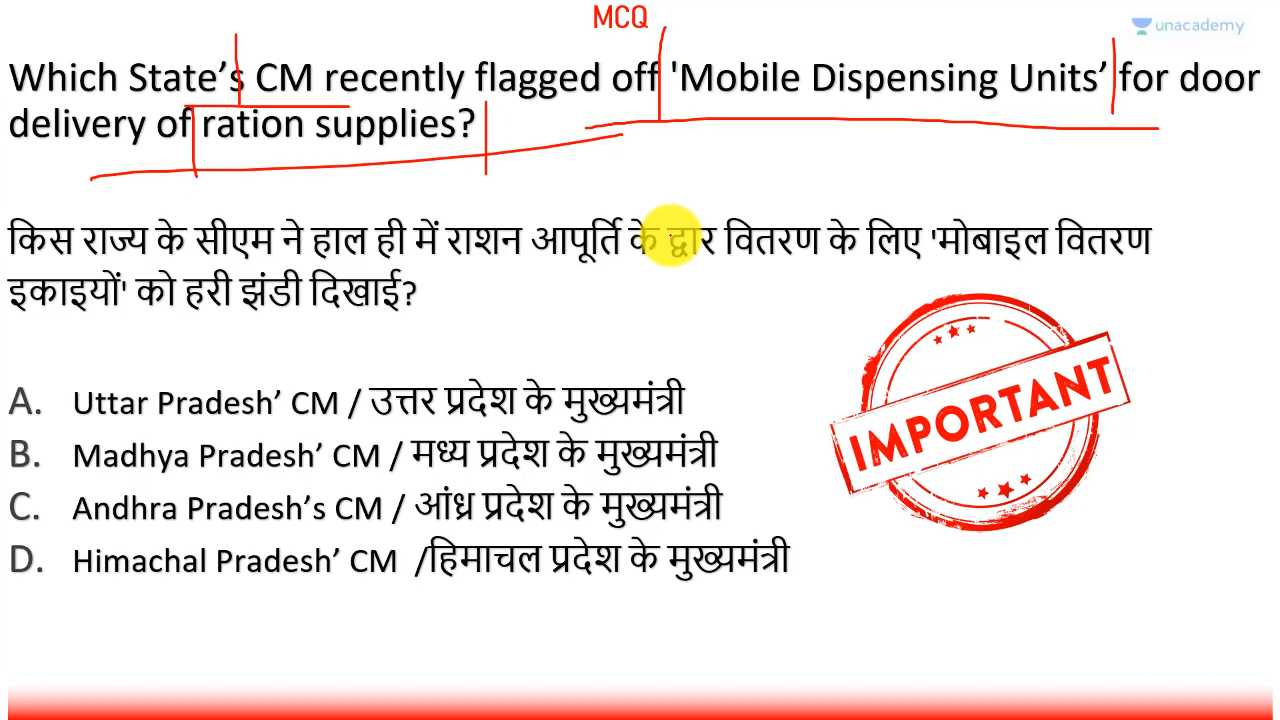 MCQ
unacademy
Which State’s CM recently flagged off 'Mobile Dispensing Units’ for door
delivery of ration supplies?
किस राज्य के सीएम ने हाल ही में राशन आपूर्ति के द्वार वितरण के लिए 'मोबाइल वितरण
इकाइयों' को हरी झंडी दिखाई?
A. Uttar Pradesh’ CM / उत्तर प्रदेश के मुख्यमंत्री
B. Madhya Pradesh’ CM / मध्य प्रदेश के मुख्यमंत्री
C. Andhra Pradesh’s CM / आंध्र प्रदेश के मुख्यमंत्री
D. Himachal Pradesh’ CM /हिमाचल प्रदेश के मुख्यमंत्री
IMPORTANT